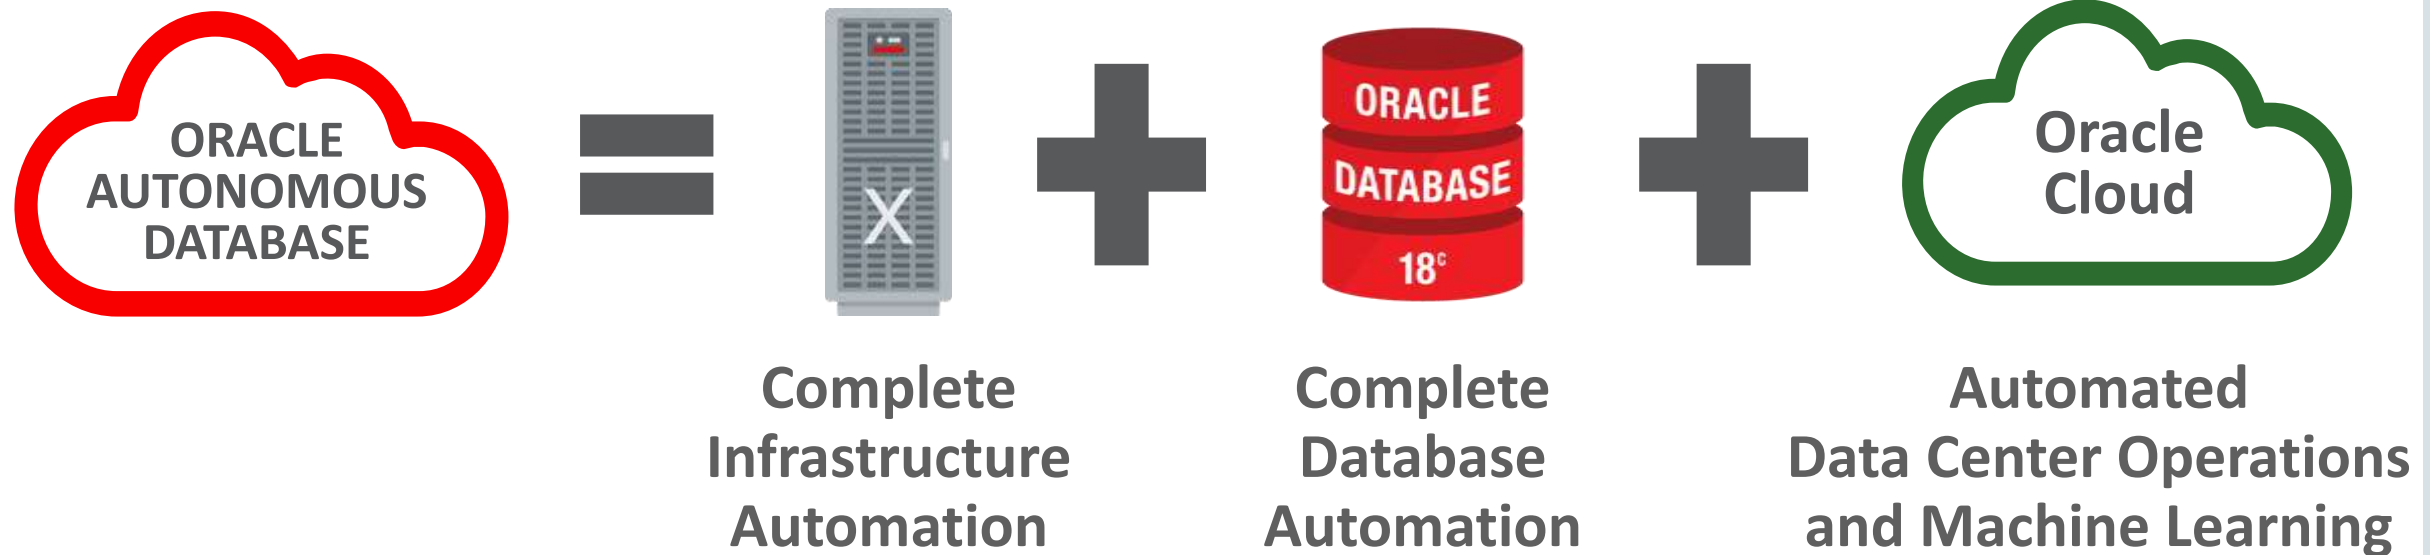 ORACLE
AUTONOMOUS
DATABASE
X
ORACLE
DATABASE
18c
Oracle
Cloud
Complete
Infrastructure
Automation
Complete
Database
Automation
Automated
Data Center Operations
and Machine Learning